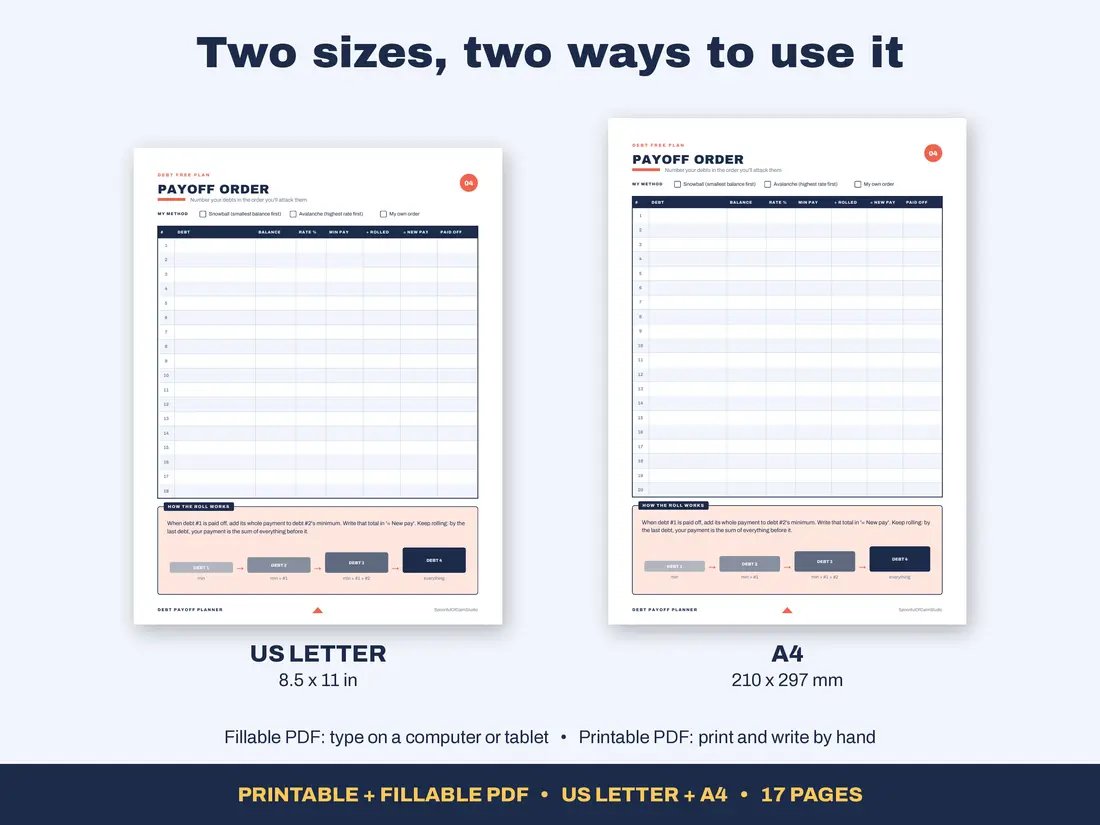 Two sizes, two ways to use it
DEBT FREE PLAN
PAYOFF ORDER
04
Number your debts in the order you'll attack them
MY METHOD Snowball (smallest balance first) Avalanche (highest rate first) My own order
# DEBT BALANCE RATE % MIN PAY + ROLLED = NEW PAY PAID OFF
1
2
3
4
5
6
7
8
9
10
11
12
13
14
15
16
17
18
HOW THE ROLL WORKS
When debt #1 is paid off, add its whole payment to debt #2's minimum. Write that total in '= New pay'. Keep rolling: by the
last debt, your payment is the sum of everything before it.
DEBT 1 → DEBT 2 → DEBT 3 → DEBT 4
min min + #1 min + #1 + #2 everything
DEBT PAYOFF PLANNER SpoonfulOfCalmStudio
US LETTER
8.5 x 11 in
DEBT FREE PLAN
PAYOFF ORDER
04
Number your debts in the order you'll attack them
MY METHOD Snowball (smallest balance first) Avalanche (highest rate first) My own order
# DEBT BALANCE RATE % MIN PAY + ROLLED = NEW PAY PAID OFF
1
2
3
4
5
6
7
8
9
10
11
12
13
14
15
16
17
18
19
20
HOW THE ROLL WORKS
When debt #1 is paid off, add its whole payment to debt #2's minimum. Write that total in '= New pay'. Keep rolling: by
the last debt, your payment is the sum of everything before it.
DEBT 1 → DEBT 2 → DEBT 3 → DEBT 4
min min + #1 min + #1 + #2 everything
DEBT PAYOFF PLANNER SpoonfulOfCalmStudio
A4
210 x 297 mm
Fillable PDF: type on a computer or tablet • Printable PDF: print and write by hand
PRINTABLE + FILLABLE PDF • US LETTER + A4 • 17 PAGES